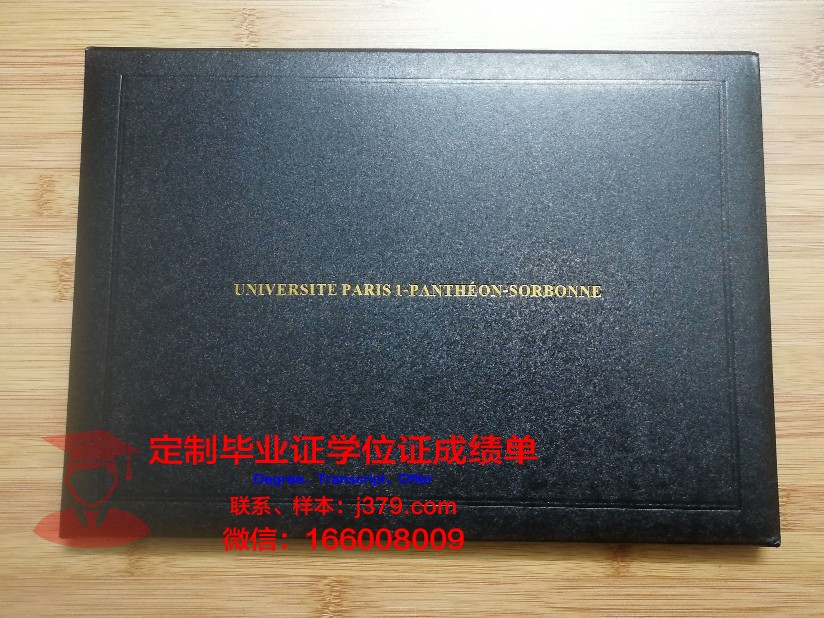 UNIVERSITE PARIS 1-PANTHÉON-SORBONNE
定制毕业证学位证成绩单
Degree、Transcript、Offer
联系、样本：j379.com
微信：166008009